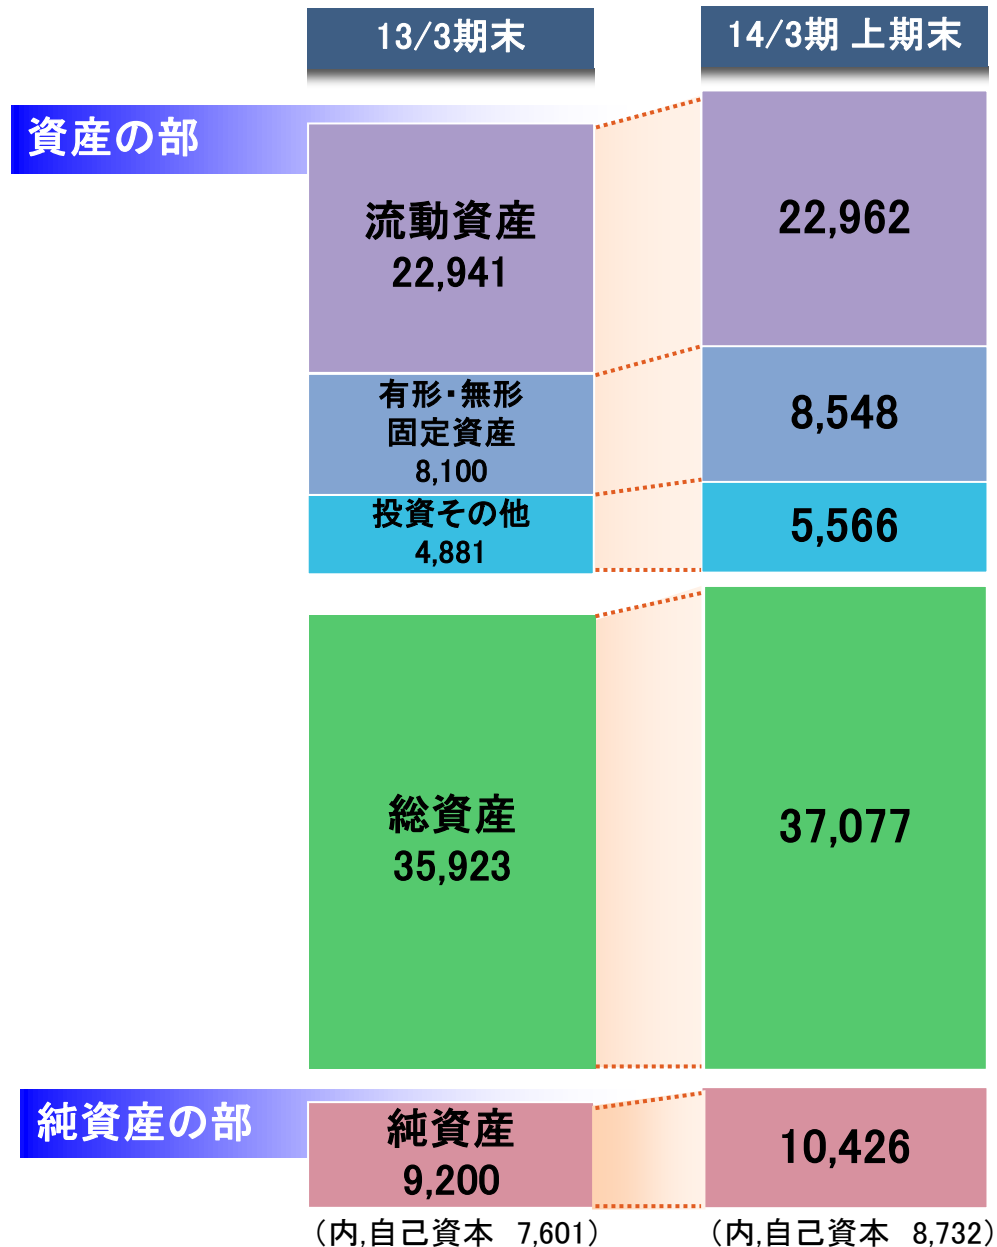 13/3期末
14/3期 上期末
資産の部
流動資産
22,941
22,962
有形・無形
固定資産
8,100
8,548
投資その他
4,881
5,566
総資産
35,923
37,077
純資産の部
純資産
9,200
10,426
（内,自己資本 7,601）
（内,自己資本 8,732）